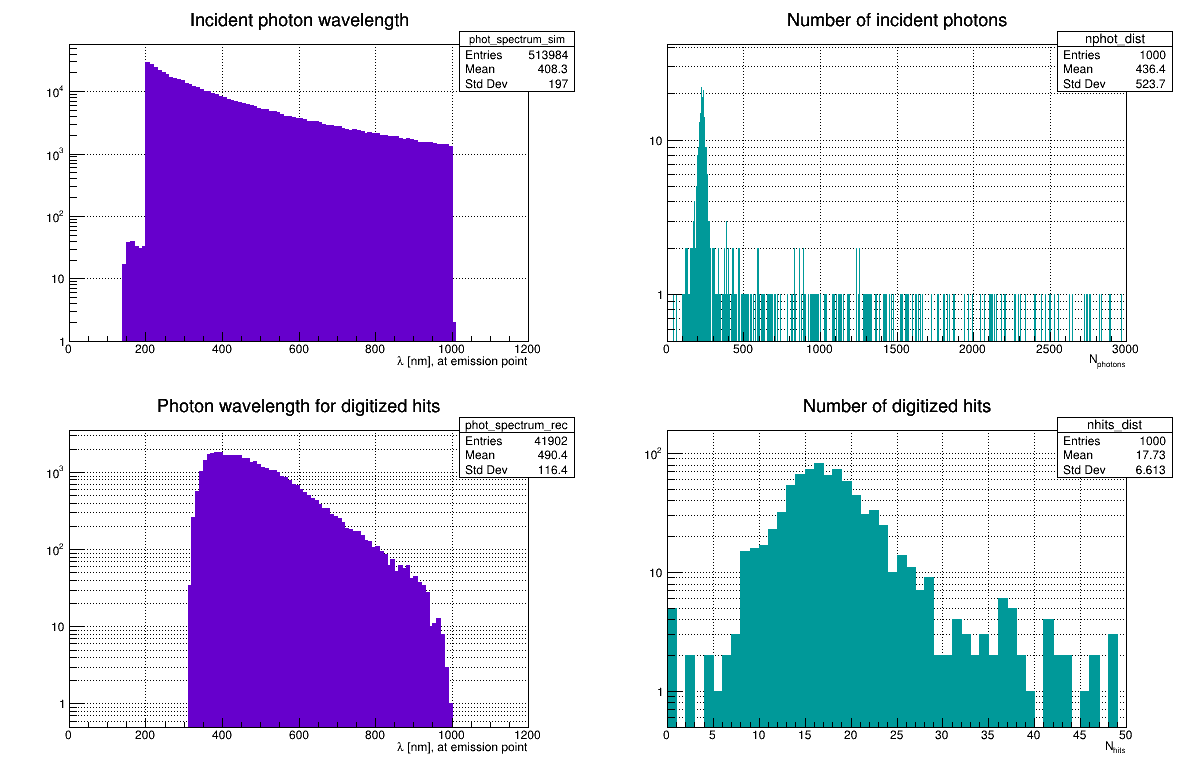 Incident photon wavelength
phot_spectrum_sim
Entries 513984
Mean 408.3
Std Dev 197
10^4
10^3
10^2
10
1
0 200 400 600 800 1000 1200
λ [nm], at emission point
Number of incident photons
nphot_dist
Entries 1000
Mean 436.4
Std Dev 523.7
10
1
0 500 1000 1500 2000 2500 3000
N_photons
Photon wavelength for digitized hits
phot_spectrum_rec
Entries 41902
Mean 490.4
Std Dev 116.4
10^3
10^2
10
1
0 200 400 600 800 1000 1200
λ [nm], at emission point
Number of digitized hits
nhits_dist
Entries 1000
Mean 17.73
Std Dev 6.613
10^2
10
1
0 5 10 15 20 25 30 35 40 45 50
N_hits